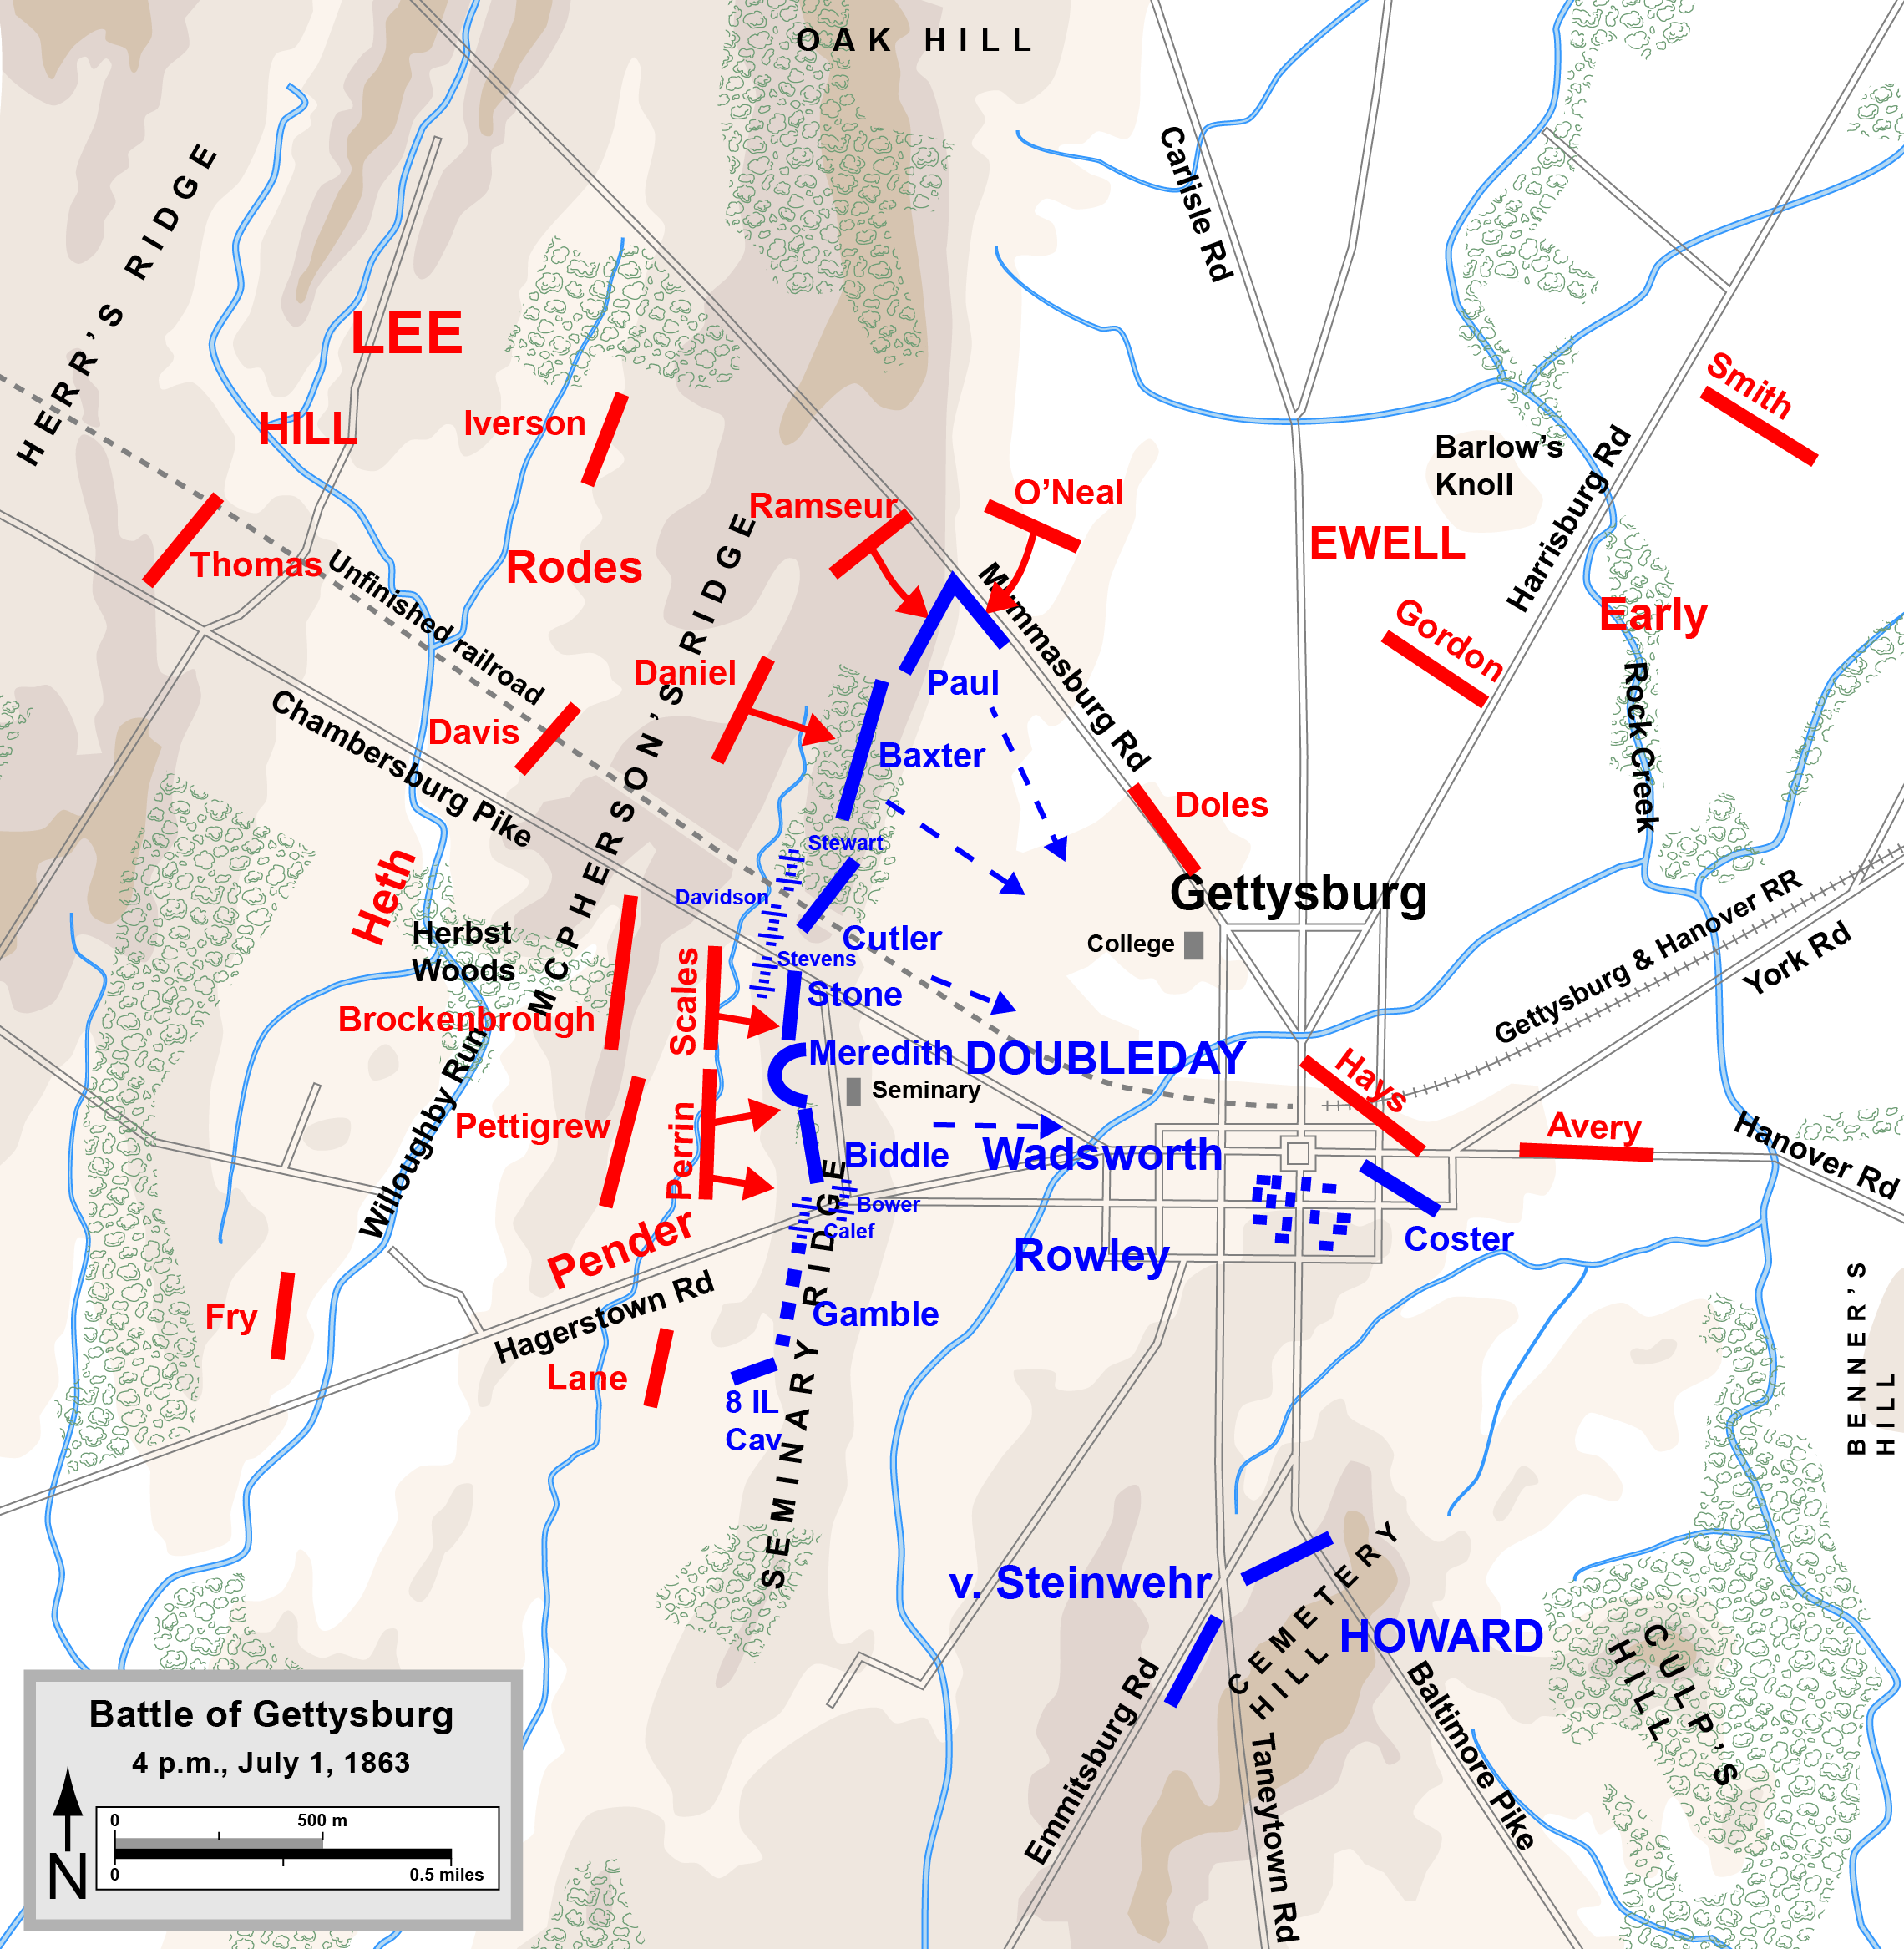 OAK HILL
HERR'S RIDGE
Carlisle Rd
LEE
HILL
Iverson
Smith
Barlow's
Knoll
Harrisburg Rd
Ramseur
O'Neal
EWELL
Thomas
Unfinished railroad
Rodes
MCPHERSON'S RIDGE
Mummasburg Rd
Gordon
Early
Daniel
Paul
Rock Creek
Davis
Chambersburg Pike
Baxter
Doles
Stewart
Heth
Davidson
Gettysburg
Herbst
Woods
Cutler
College
Gettysburg & Hanover RR
York Rd
Stevens
Scales
Stone
Brockenbrough
Meredith
DOUBLEDAY
Seminary
Hays
Willoughby Run
Pettigrew
Perrin
Biddle
Wadsworth
Avery
Hanover Rd
Bower
Calef
Coster
Pender
Rowley
Fry
Hagerstown Rd
Gamble
Lane
8 IL
Cav
SEMINARY RIDGE
BENNER'S
HILL
v. Steinwehr
CEMETERY
HILL
HOWARD
CULP'S
HILL
Emmitsburg Rd
Taneytown Rd
Baltimore Pike
Battle of Gettysburg
4 p.m., July 1, 1863
N
0 500 m
0 0.5 miles